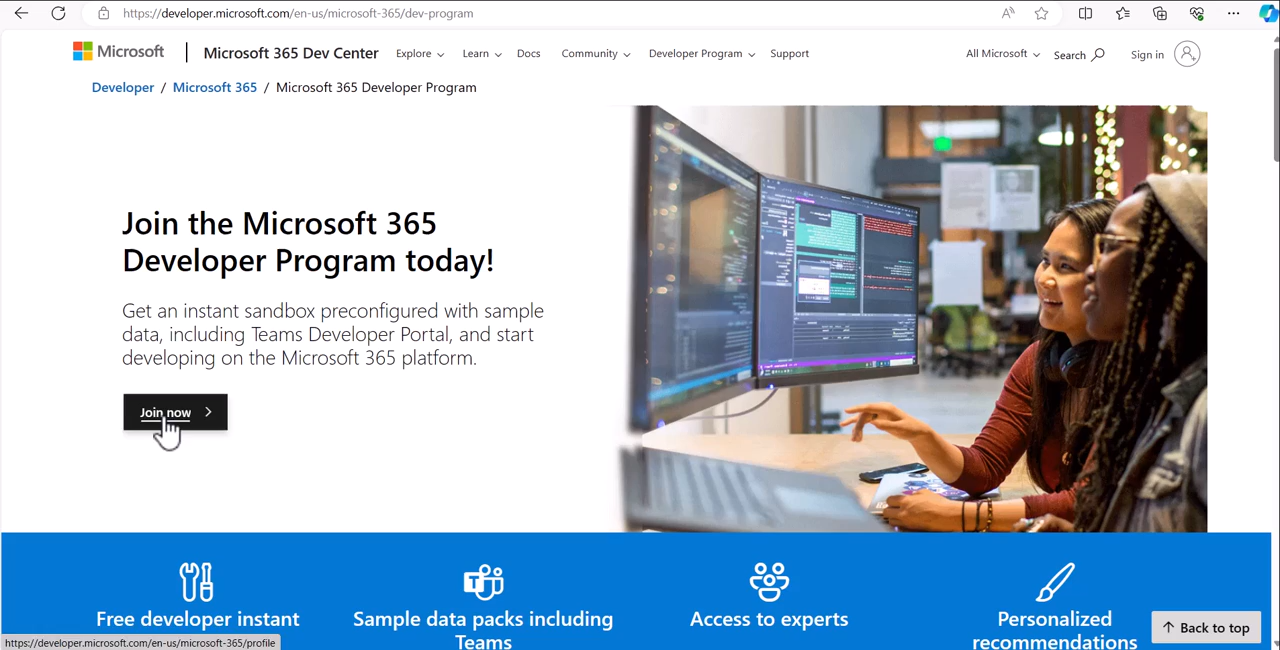 https://developer.microsoft.com/en-us/microsoft-365/dev-program
Microsoft
Microsoft 365 Dev Center
Explore
Learn
Docs
Community
Developer Program
Support
All Microsoft
Search
Sign in
Developer / Microsoft 365 / Microsoft 365 Developer Program
Join the Microsoft 365
Developer Program today!
Get an instant sandbox preconfigured with sample
data, including Teams Developer Portal, and start
developing on the Microsoft 365 platform.
Join now
Free developer instant
Sample data packs including
Teams
Access to experts
Personalized
recommendations
Back to top
https://developer.microsoft.com/en-us/microsoft-365/profile